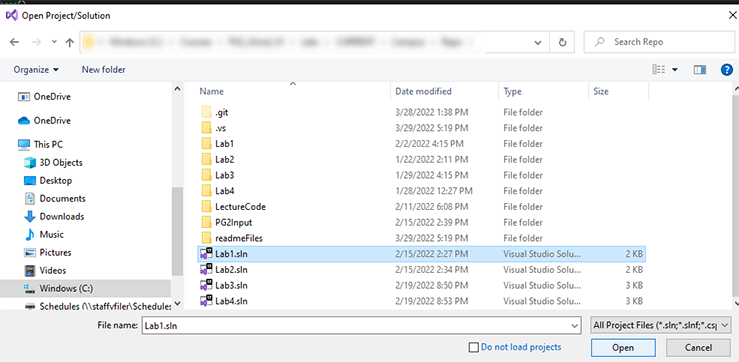 Open Project/Solution
Search Repo
Organize New folder
Name Date modified Type Size
OneDrive
OneDrive
This PC
3D Objects
Desktop
Documents
Downloads
Music
Pictures
Videos
Windows (C:)
Schedules (\\staffvfiler\Schedules
.git 3/28/2022 1:38 PM File folder
.vs 3/29/2022 5:19 PM File folder
Lab1 2/2/2022 4:15 PM File folder
Lab2 1/22/2022 2:11 PM File folder
Lab3 1/29/2022 4:15 PM File folder
Lab4 1/28/2022 12:27 PM File folder
LectureCode 2/11/2022 6:08 PM File folder
PG2Input 2/15/2022 2:39 PM File folder
readmeFiles 3/29/2022 5:19 PM File folder
Lab1.sln 2/15/2022 2:27 PM Visual Studio Solu... 2 KB
Lab2.sln 2/15/2022 2:34 PM Visual Studio Solu... 2 KB
Lab3.sln 2/19/2022 8:50 PM Visual Studio Solu... 3 KB
Lab4.sln 2/19/2022 8:53 PM Visual Studio Solu... 3 KB
File name: Lab1.sln All Project Files (*.sln;*.slnf;*.csp
Do not load projects Open Cancel